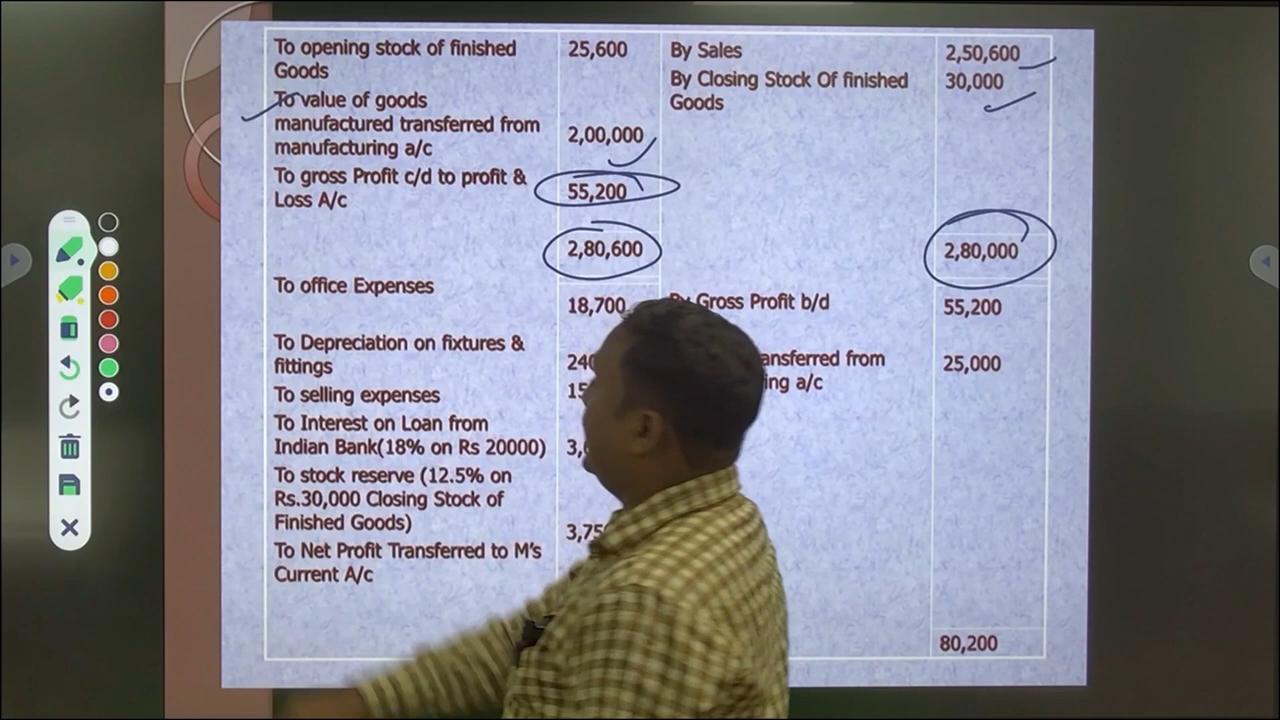 To opening stock of finished 25,600 By Sales 2,50,600
Goods By Closing Stock Of finished 30,000
To value of goods Goods
manufactured transferred from 2,00,000
manufacturing a/c
To gross Profit c/d to profit & 55,200
Loss A/c
2,80,600 2,80,000
To office Expenses
18,700 Gross Profit b/d 55,200
To Depreciation on fixtures &
fittings from 25,000
a/c
To selling expenses
To Interest on Loan from
Indian Bank(18% on Rs 20000)
To stock reserve (12.5% on
Rs.30,000 Closing Stock of
Finished Goods)
To Net Profit Transferred to M's
Current A/c
80,200